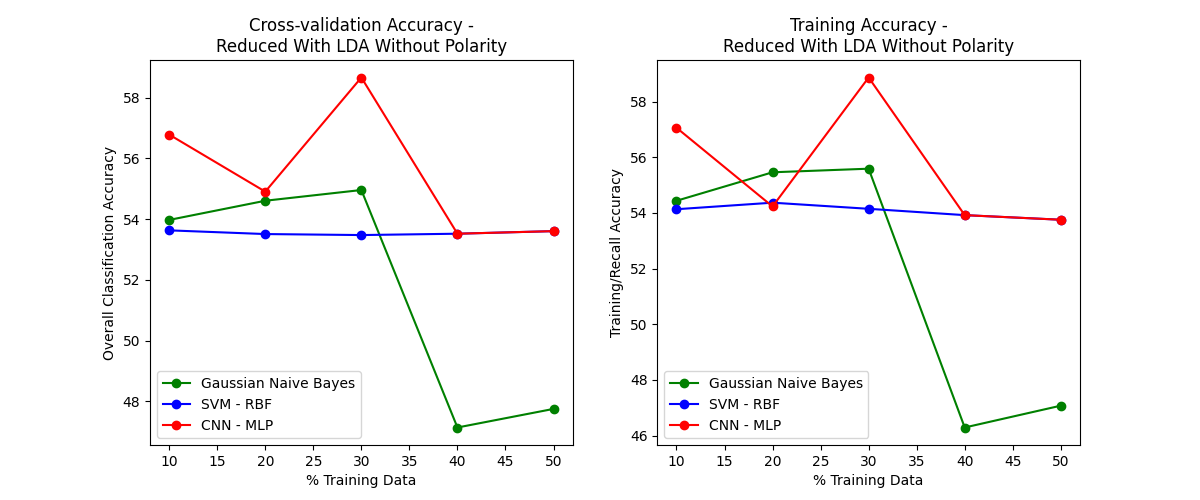 Cross-validation Accuracy -
Reduced With LDA Without Polarity
Overall Classification Accuracy
58
56
54
52
50
48
Gaussian Naive Bayes
SVM - RBF
CNN - MLP
10 15 20 25 30 35 40 45 50
% Training Data
Training Accuracy -
Reduced With LDA Without Polarity
Training/Recall Accuracy
58
56
54
52
50
48
46
Gaussian Naive Bayes
SVM - RBF
CNN - MLP
10 15 20 25 30 35 40 45 50
% Training Data